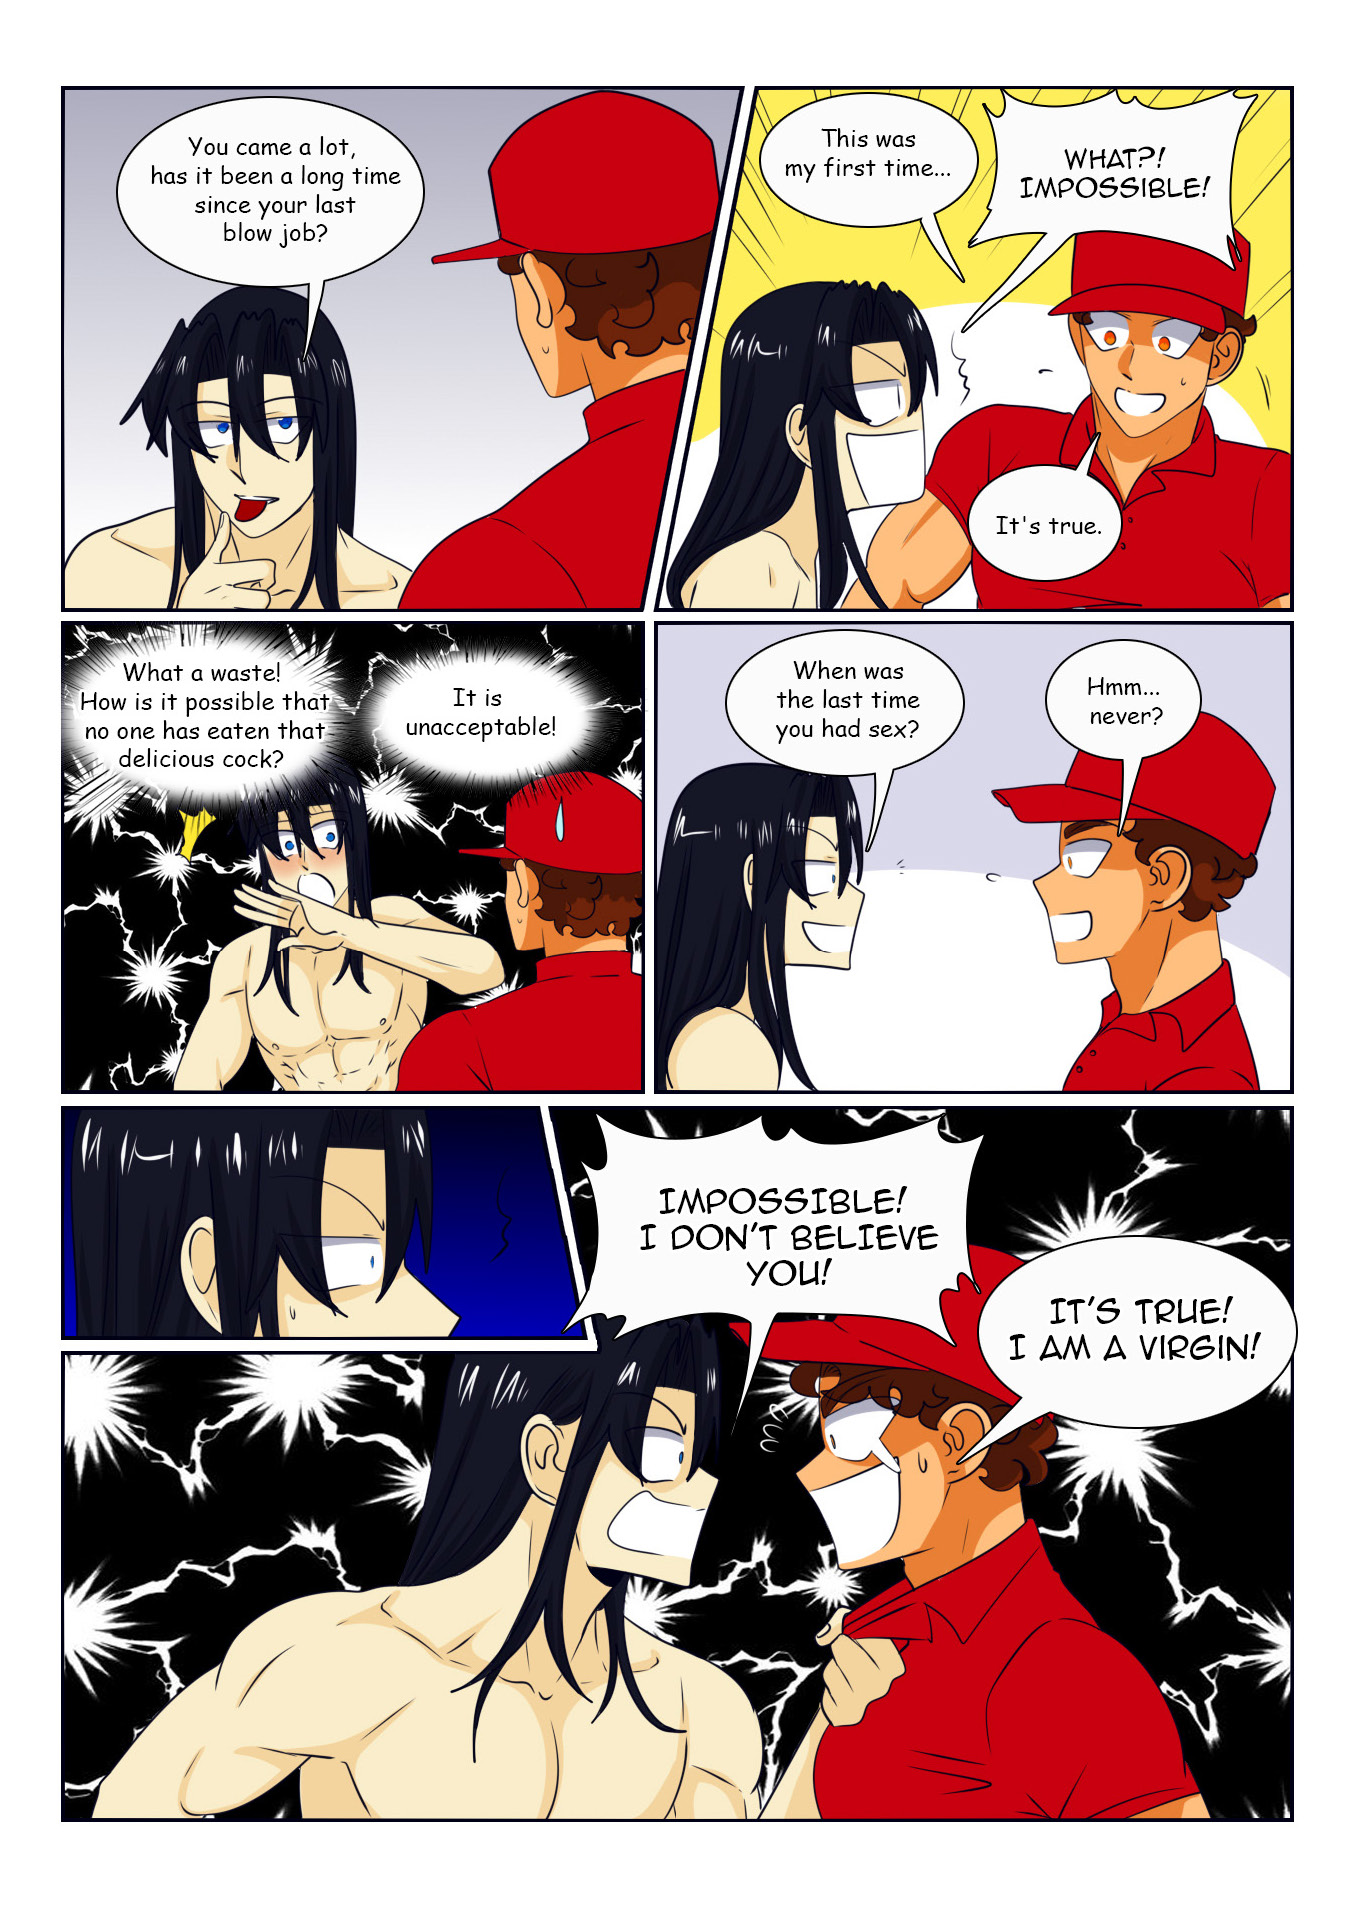 You came a lot,
has it been a long time
since your last
blow job?
This was
my first time...
WHAT?!
IMPOSSIBLE!
It's true.
What a waste!
How is it possible that
no one has eaten that
delicious cock?
It is
unacceptable!
When was
the last time
you had sex?
Hmm...
never?
IMPOSSIBLE!
I DON'T BELIEVE
YOU!
IT'S TRUE!
I AM A VIRGIN!